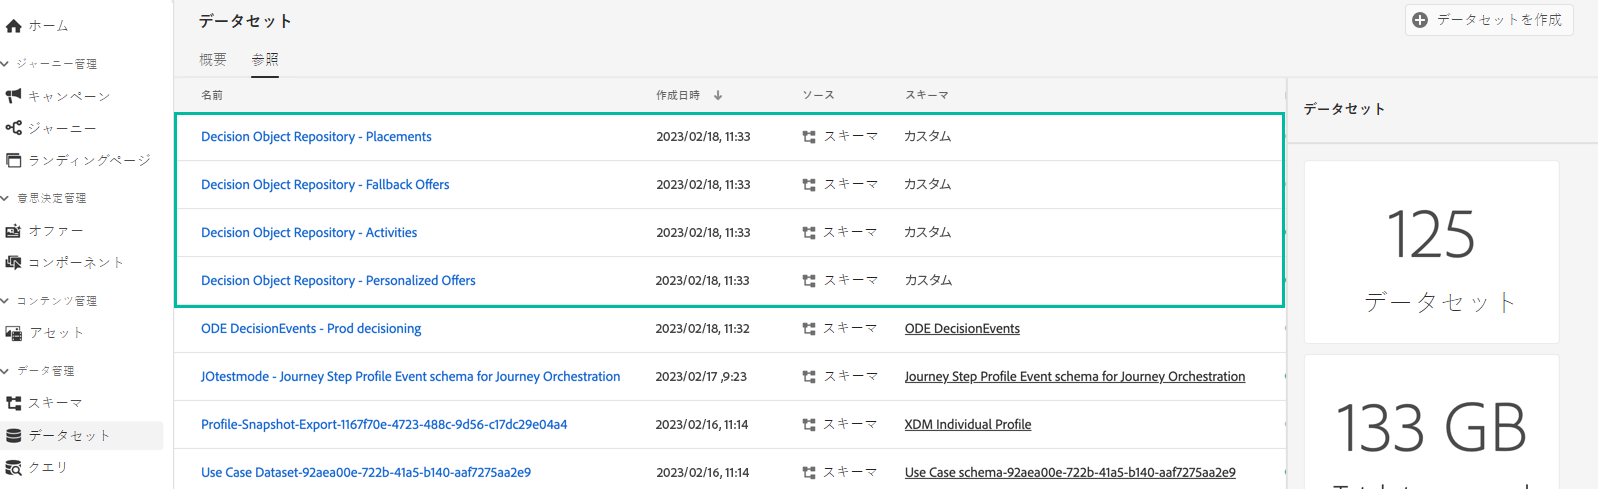 ホーム
ジャーニー管理
キャンペーン
ジャーニー
ランディングページ
意思決定管理
オファー
コンポーネント
コンテンツ管理
アセット
データ管理
スキーマ
データセット
クエリ
データセット
データセットを作成
概要 参照
名前 作成日時 ソース スキーマ
Decision Object Repository - Placements 2023/02/18, 11:33 スキーマ カスタム
Decision Object Repository - Fallback Offers 2023/02/18, 11:33 スキーマ カスタム
Decision Object Repository - Activities 2023/02/18, 11:33 スキーマ カスタム
Decision Object Repository - Personalized Offers 2023/02/18, 11:33 スキーマ カスタム
ODE DecisionEvents - Prod decisioning 2023/02/18, 11:32 スキーマ ODE DecisionEvents
JOtestmode - Journey Step Profile Event schema for Journey Orchestration 2023/02/17 ,9:23 スキーマ Journey Step Profile Event schema for Journey Orchestration
Profile-Snapshot-Export-1167f70e-4723-488c-9d56-c17dc29e04a4 2023/02/16, 11:14 スキーマ XDM Individual Profile
Use Case Dataset-92aea00e-722b-41a5-b140-aaf7275aa2e9 2023/02/16, 11:14 スキーマ Use Case schema-92aea00e-722b-41a5-b140-aaf7275aa2e9
データセット
125
データセット
133 GB